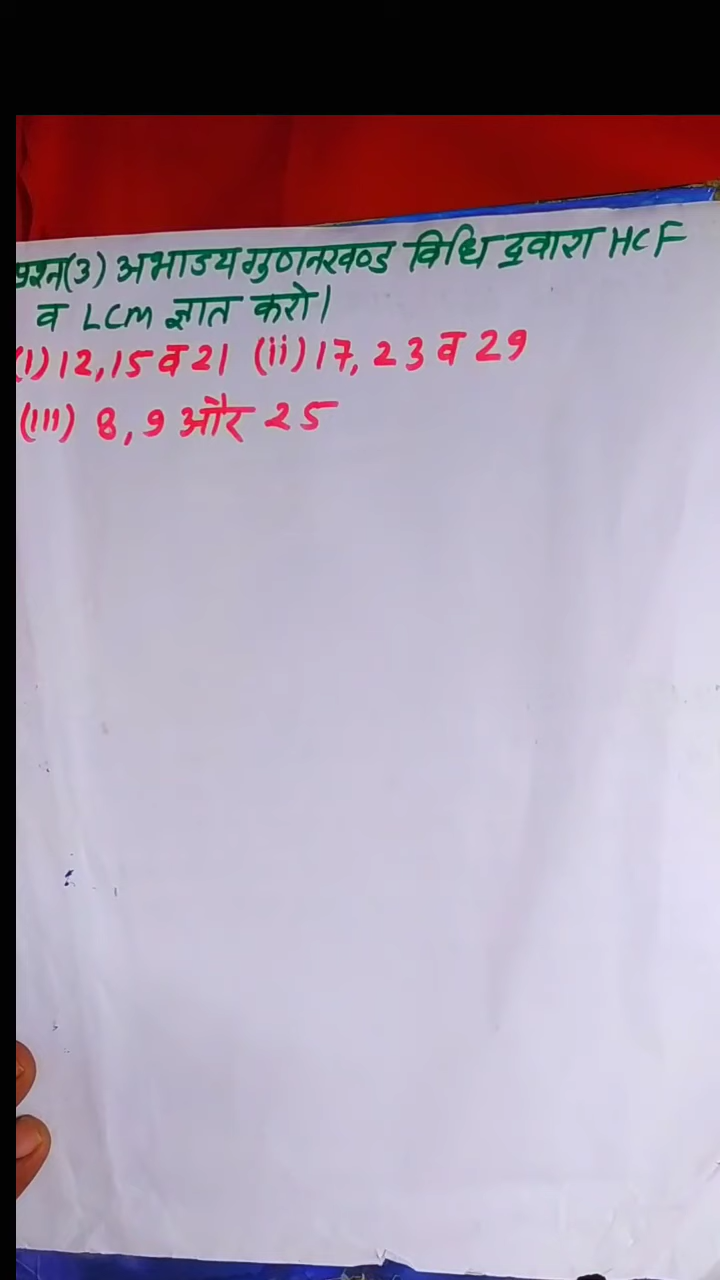 प्रश्न(3) अभाज्य गुणनखण्ड विधि द्वारा HCF
व LCM ज्ञात करो।
(i) 12, 15 व 21 (ii) 17, 23 व 29
(iii) 8, 9 और 25